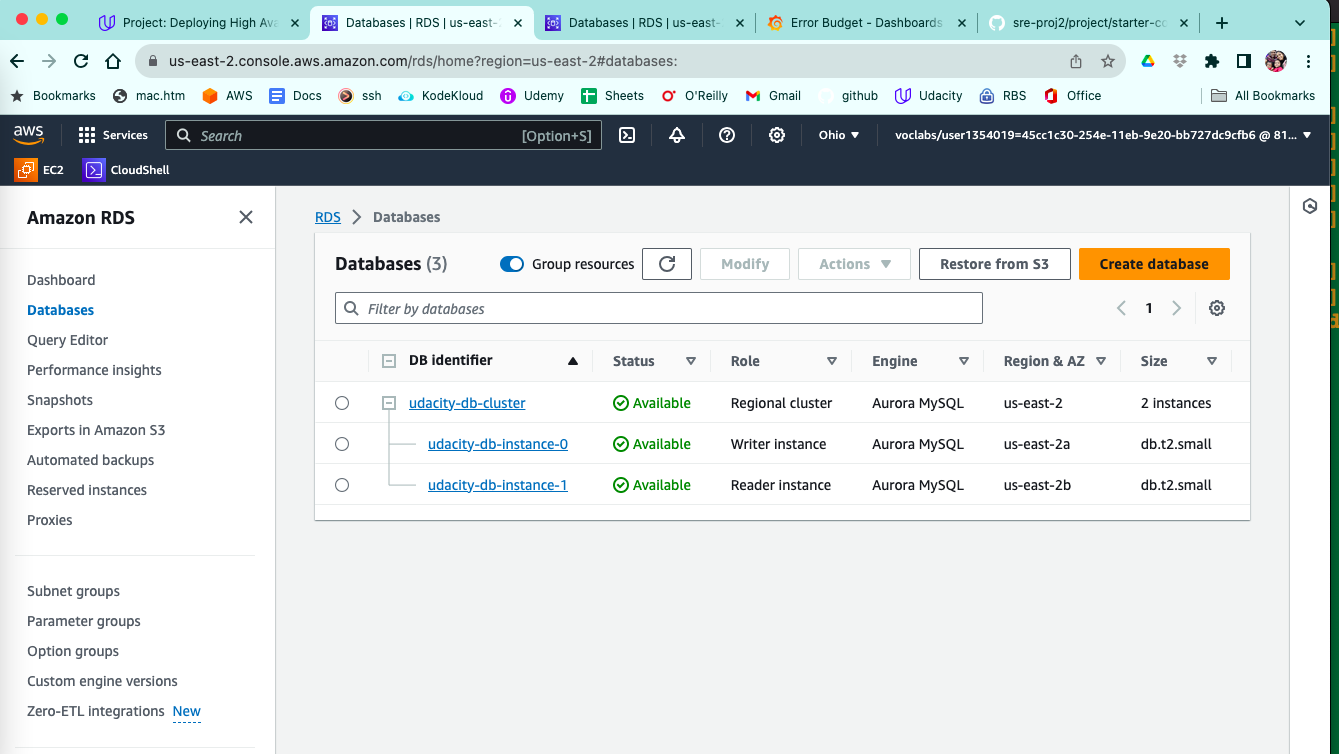 Project: Deploying High Ava
Databases | RDS | us-east-2
Databases | RDS | us-east-
Error Budget - Dashboards
sre-proj2/project/starter-co
us-east-2.console.aws.amazon.com/rds/home?region=us-east-2#databases:
Bookmarks mac.htm AWS Docs ssh KodeKloud Udemy Sheets O'Reilly Gmail github Udacity RBS Office All Bookmarks
aws Services Search [Option+S] Ohio voclabs/user1354019=45cc1c30-254e-11eb-9e20-bb727dc9cfb6 @ 81...
EC2 CloudShell
Amazon RDS
Dashboard
Databases
Query Editor
Performance insights
Snapshots
Exports in Amazon S3
Automated backups
Reserved instances
Proxies
Subnet groups
Parameter groups
Option groups
Custom engine versions
Zero-ETL integrations New
RDS > Databases
Databases (3) Group resources Modify Actions Restore from S3 Create database
Filter by databases 1
DB identifier Status Role Engine Region & AZ Size
udacity-db-cluster Available Regional cluster Aurora MySQL us-east-2 2 instances
udacity-db-instance-0 Available Writer instance Aurora MySQL us-east-2a db.t2.small
udacity-db-instance-1 Available Reader instance Aurora MySQL us-east-2b db.t2.small